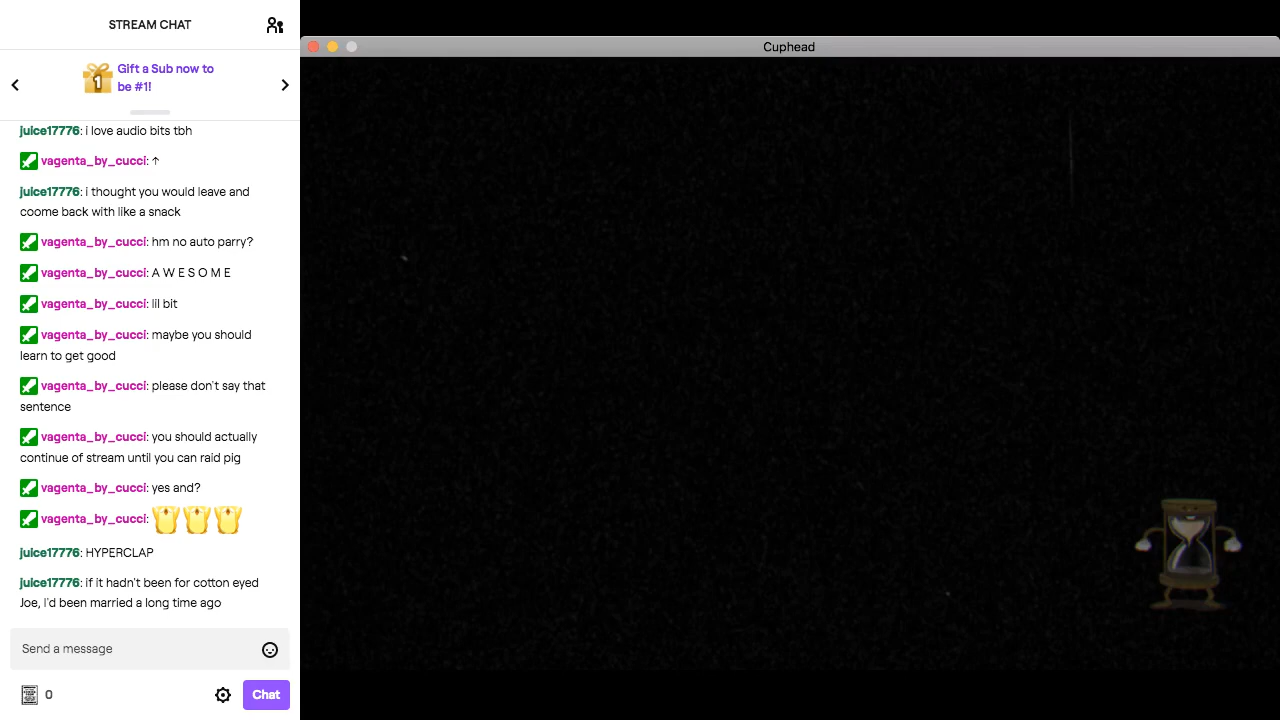 STREAM CHAT
Gift a Sub now to
be #1!
1
juice17776: i love audio bits tbh
vagenta_by_cucci: ↑
juice17776: i thought you would leave and
coome back with like a snack
vagenta_by_cucci: hm no auto parry?
vagenta_by_cucci: A W E S O M E
vagenta_by_cucci: lil bit
vagenta_by_cucci: maybe you should
learn to get good
vagenta_by_cucci: please don't say that
sentence
vagenta_by_cucci: you should actually
continue of stream until you can raid pig
vagenta_by_cucci: yes and?
vagenta_by_cucci:
juice17776: HYPERCLAP
juice17776: if it hadn't been for cotton eyed
Joe, I'd been married a long time ago
Send a message
0
Chat
Cuphead